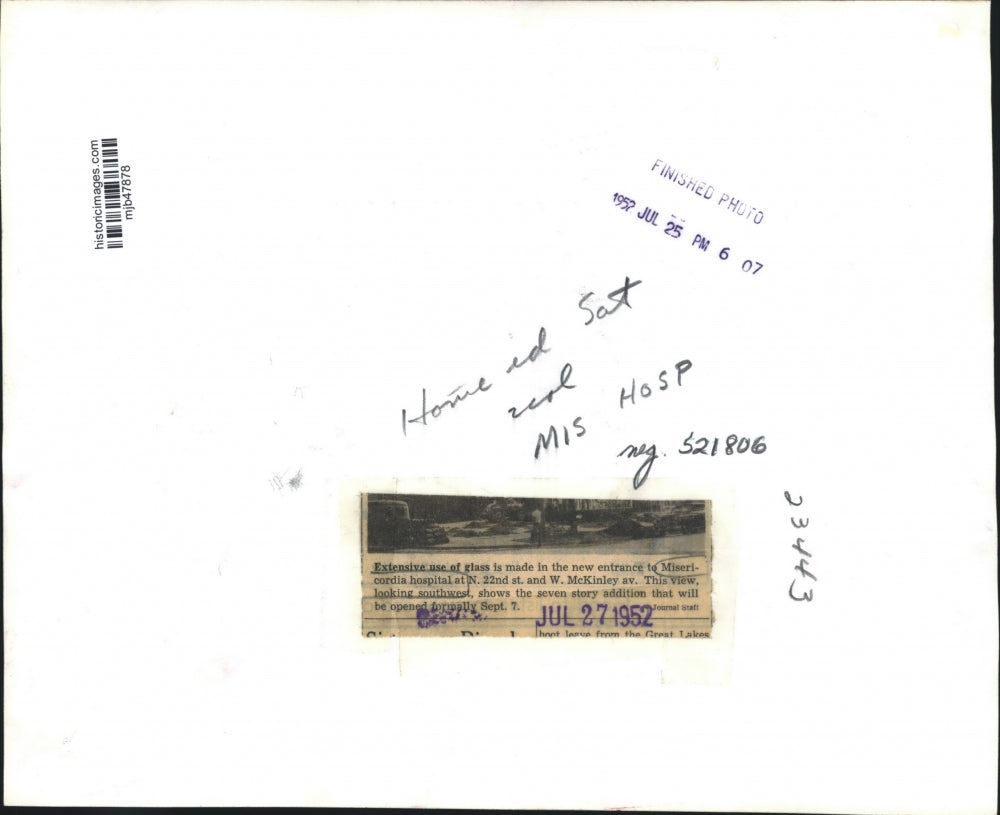 historicimages.com
mjb47878
FINISHED PHOTO
1952 JUL 25 PM 6 07
Home ed Sat
MIS HOSP
neg. 521806
23443
Extensive use of glass is made in the new entrance to Miseri-
cordia hospital at N. 22nd st. and W. McKinley av. This view,
looking southwest, shows the seven story addition that will
be opened formally Sept. 7.
Journal Staff
JUL 27 1952
boot leave from the Great Lakes